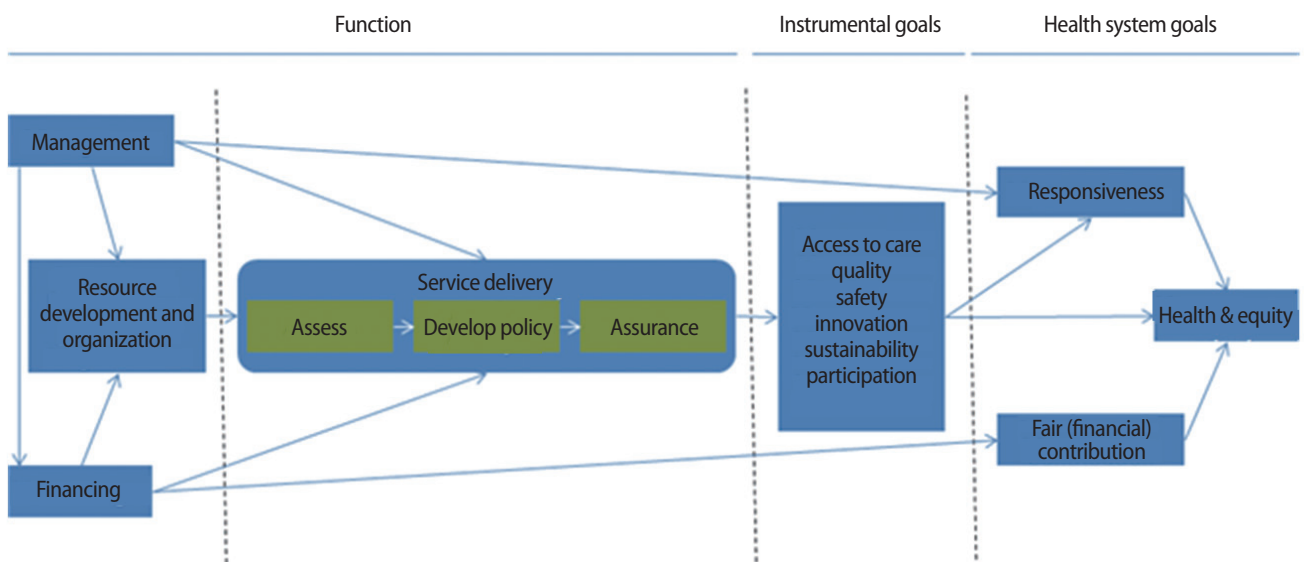 Function
Instrumental goals
Health system goals
Management
Resource
development and
organization
Financing
Service delivery
Assess
Develop policy
Assurance
Access to care
quality
safety
innovation
sustainability
participation
Responsiveness
Health & equity
Fair (financial)
contribution